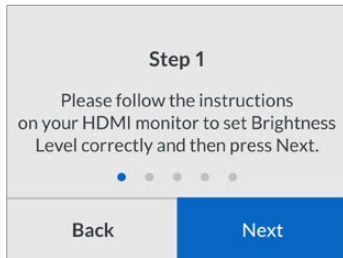 Step 1
Please follow the instructions
on your HDMI monitor to set Brightness
Level correctly and then press Next.
Back
Next